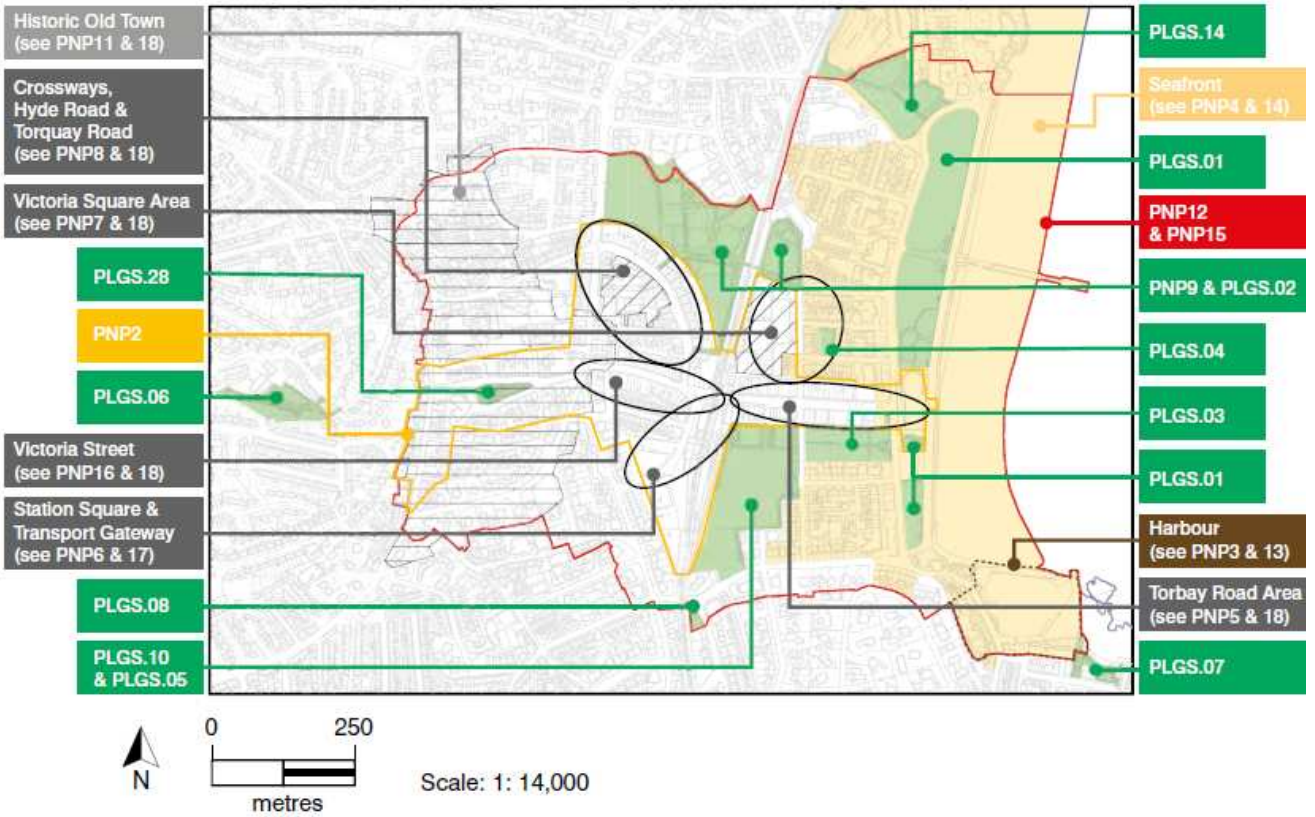 Historic Old Town
(see PNP11 & 18)
Crossways,
Hyde Road &
Torquay Road
(see PNP8 & 18)
Victoria Square Area
(see PNP7 & 18)
PLGS.28
PNP2
PLGS.06
Victoria Street
(see PNP16 & 18)
Station Square &
Transport Gateway
(see PNP6 & 17)
PLGS.08
PLGS.10
& PLGS.05
PLGS.14
Seafront
(see PNP4 & 14)
PLGS.01
PNP12
& PNP15
PNP9 & PLGS.02
PLGS.04
PLGS.03
PLGS.01
Harbour
(see PNP3 & 13)
Torbay Road Area
(see PNP5 & 18)
PLGS.07
N
0 250
metres
Scale: 1: 14,000